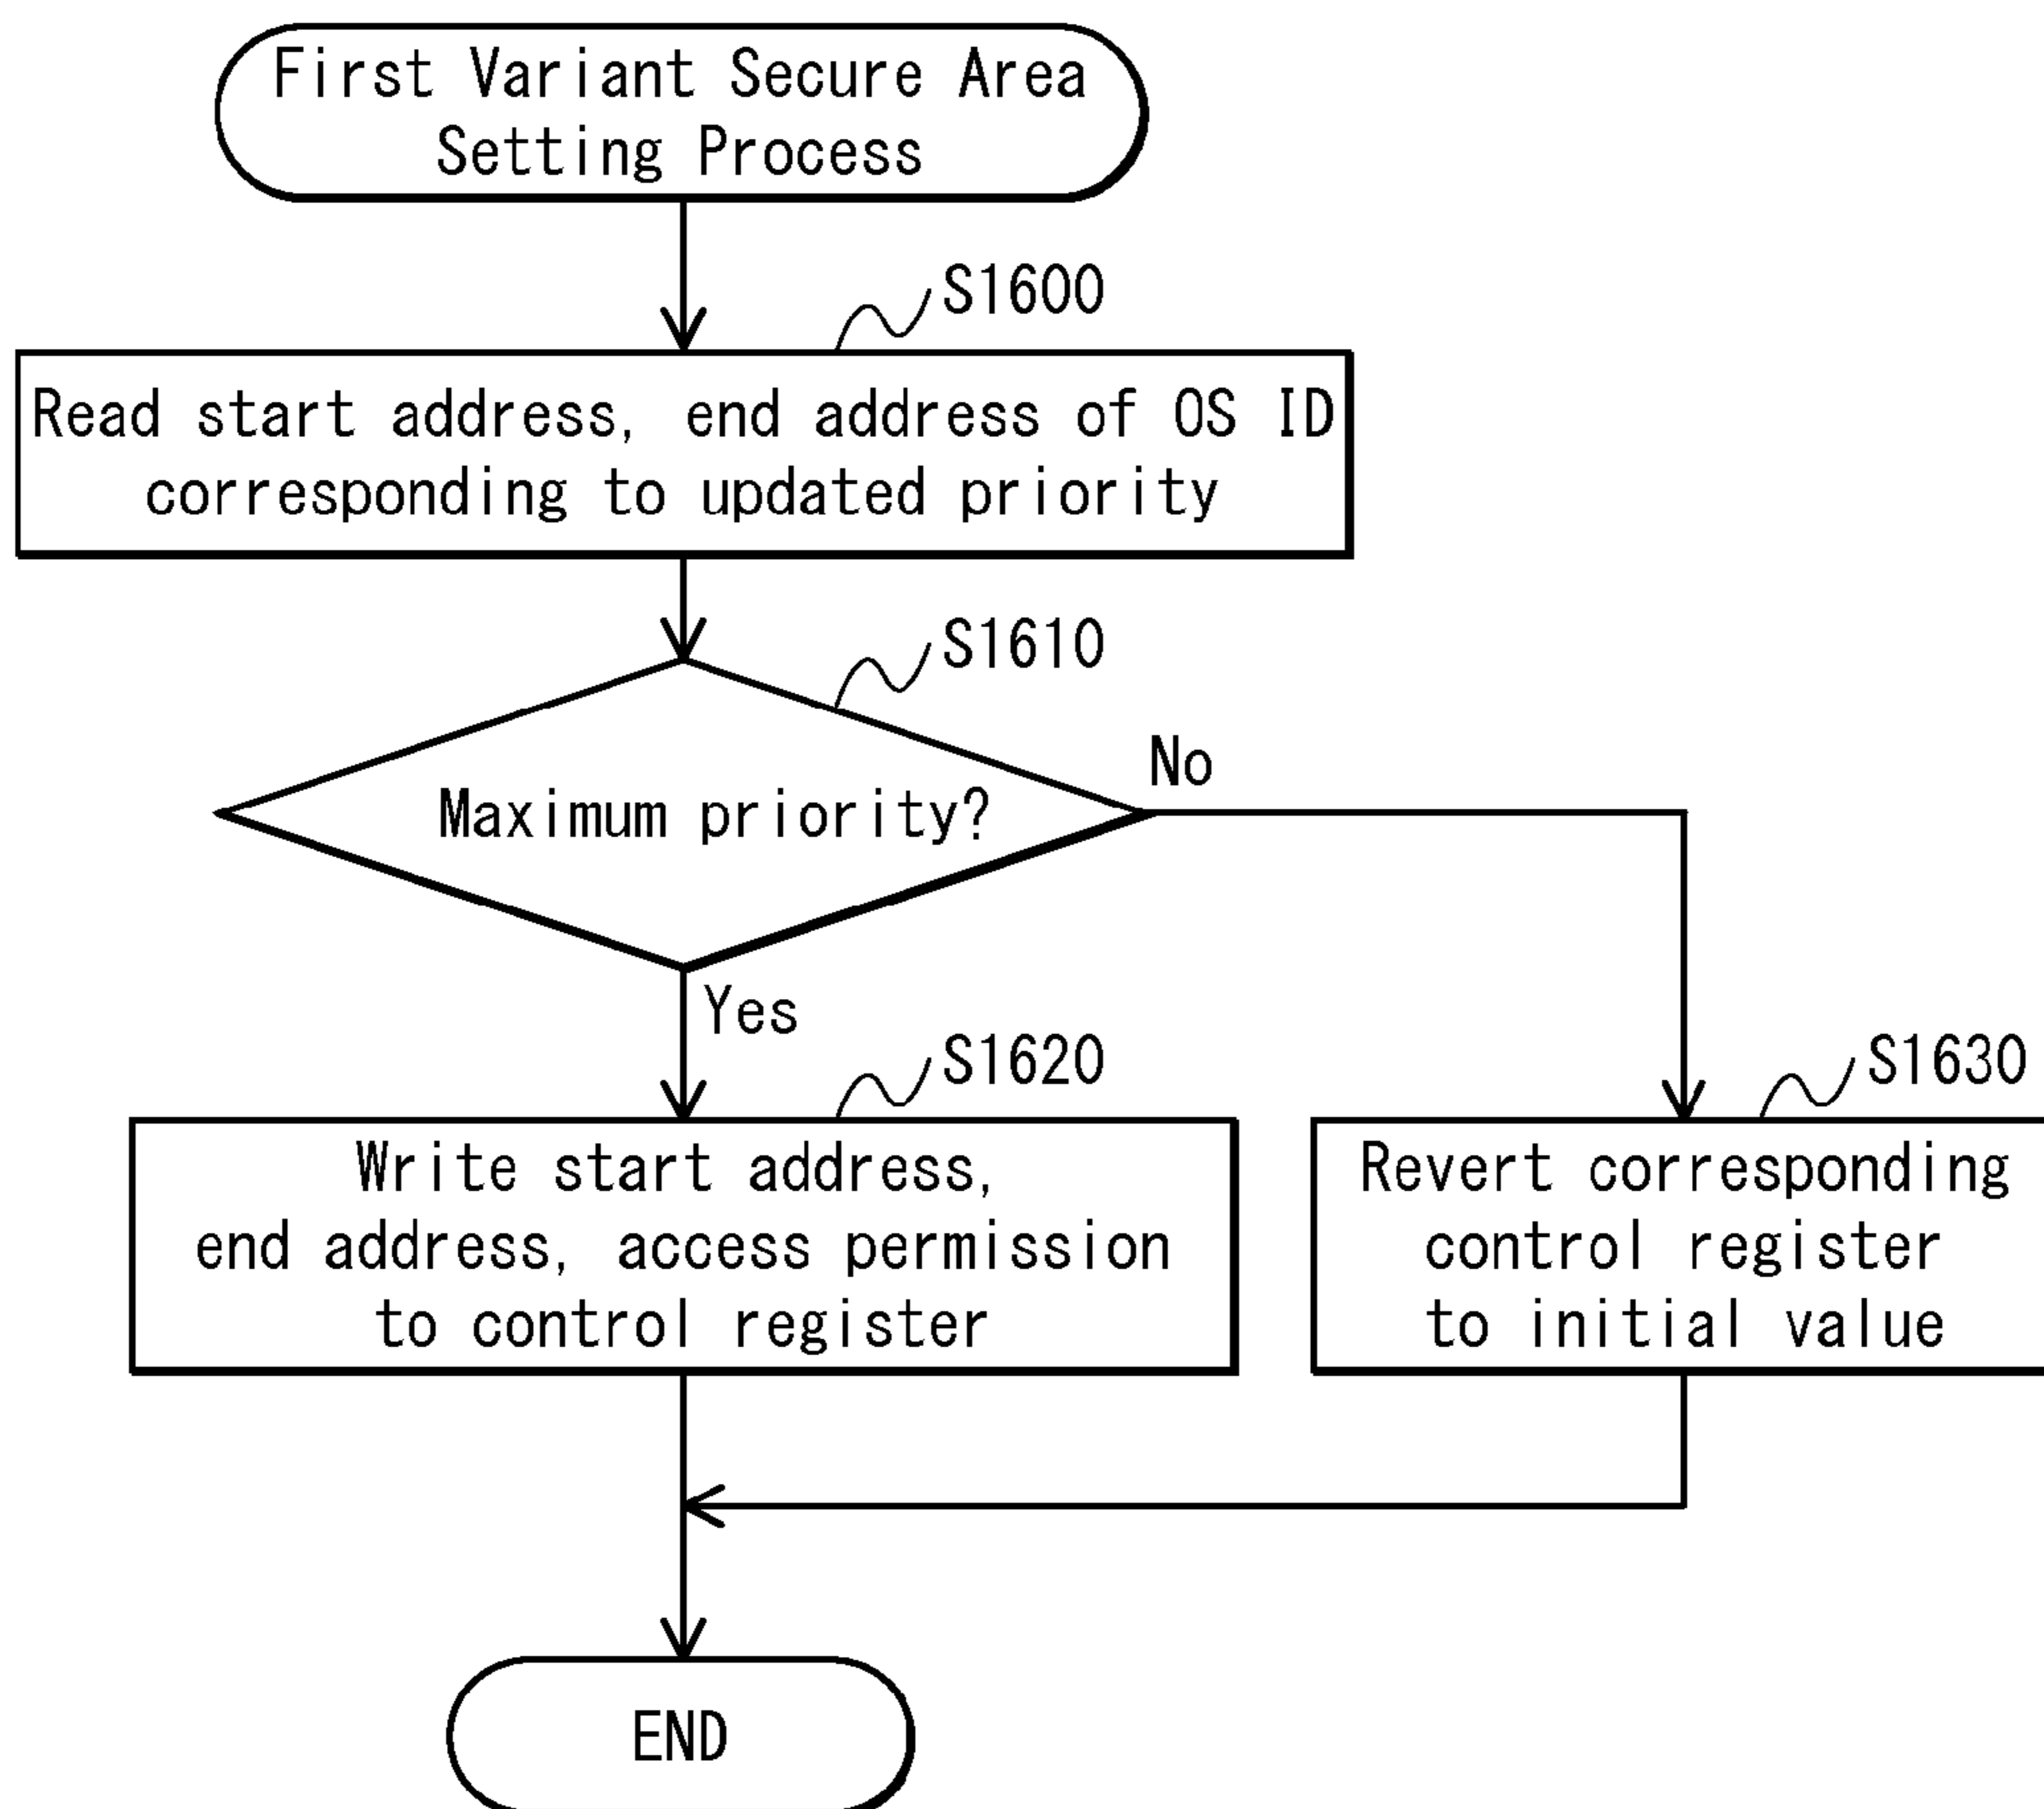 First Variant Secure Area
Setting Process
S1600
Read start address, end address of OS ID
corresponding to updated priority
S1610
Maximum priority?
No
Yes
S1620
Write start address,
end address, access permission
to control register
S1630
Revert corresponding
control register
to initial value
END